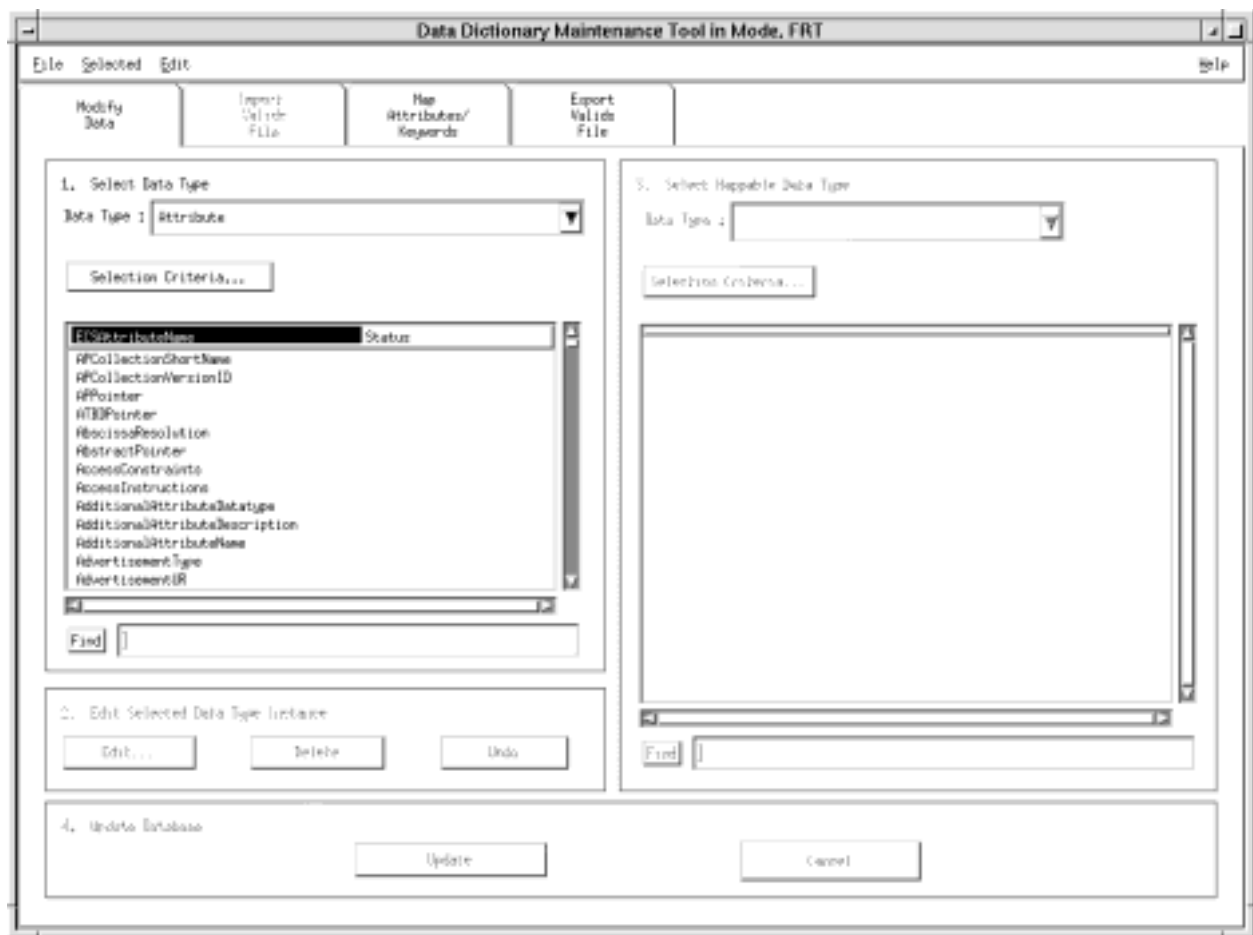 Data Dictionary Maintenance Tool in Mode, FRT
File Selected Edit Help
Modify
Data
Import
Valids
File
Map
Attributes/
Keywords
Export
Valids
File
1. Select Data Type
Data Type : Attribute
Selection Criteria...
ECSAttributeName Status
APCollectionShortName
APCollectionVersionID
APPointer
ATBDPointer
AbscissaResolution
AbstractPointer
AccessConstraints
AccessInstructions
AdditionalAttributeDatatype
AdditionalAttributeDescription
AdditionalAttributeName
AdvertisementType
AdvertisementUR
Find
2. Edit Selected Data Type Instance
Edit... Delete Undo
3. Select Mappable Data Type
Data Type :
Selection Criteria...
Find
4. Update Database
Update Cancel